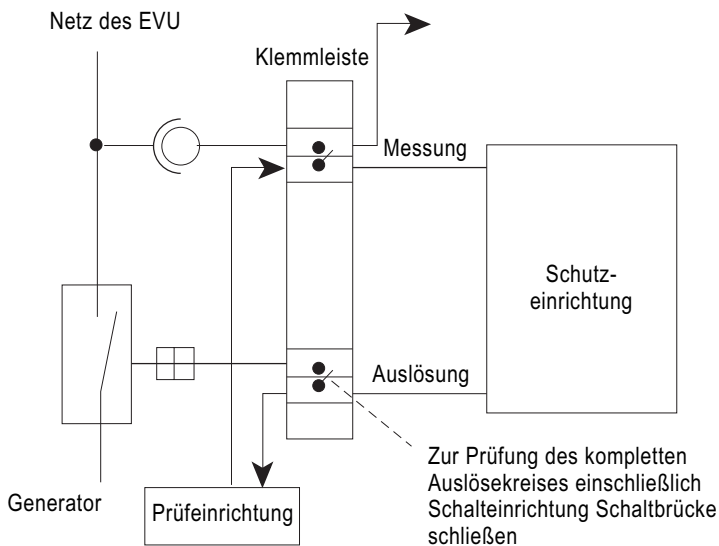 Netz des EVU
Klemmleiste
Messung
Schutz-
einrichtung
Auslösung
Zur Prüfung des kompletten
Auslösekreises einschließlich
Schalteinrichtung Schaltbrücke
schließen
Generator
Prüfeinrichtung